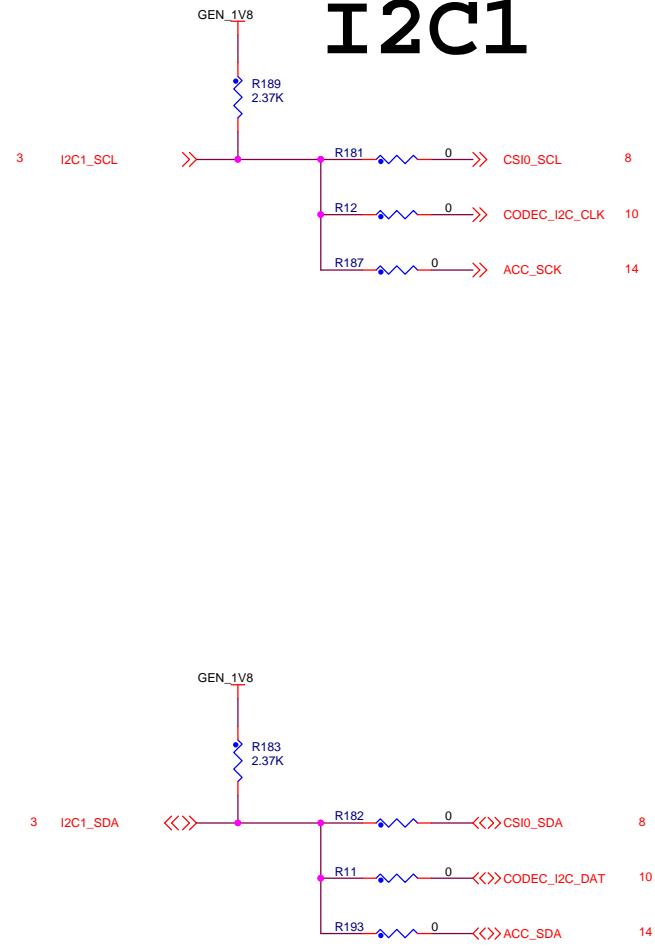 I2C1
GEN_1V8
R189
2.37K
3 I2C1_SCL R181 0 CSI0_SCL 8
R12 0 CODEC_I2C_CLK 10
R187 0 ACC_SCK 14
GEN_1V8
R183
2.37K
3 I2C1_SDA R182 0 CSI0_SDA 8
R11 0 CODEC_I2C_DAT 10
R193 0 ACC_SDA 14